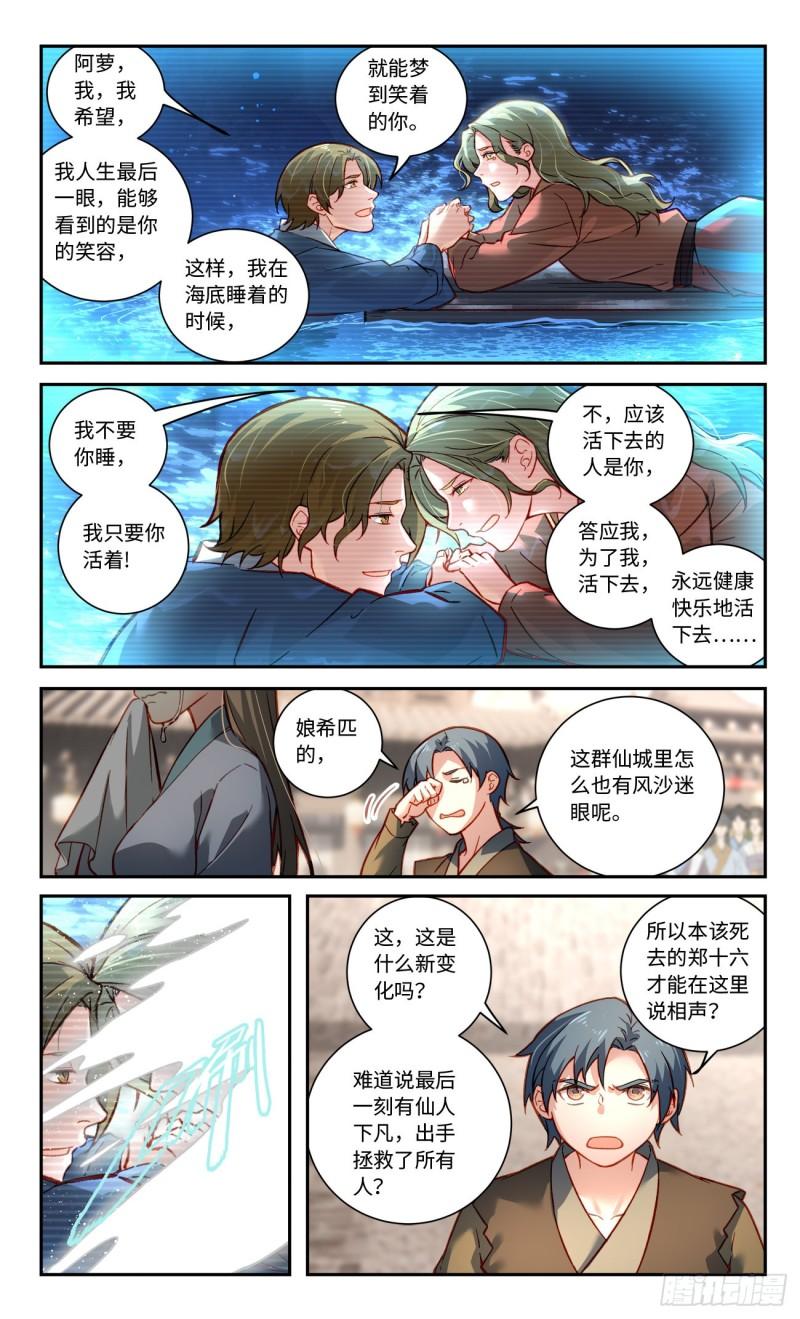 阿萝，
我，我
希望，
我人生最后
一眼，能够
看到的是你
的笑容，
这样，我在
海底睡着的
时候，
就能梦
到笑着
的你。
我不要
你睡，
我只要你
活着!
不，应该
活下去的
人是你，
答应我，
为了我，
活下去，
永远健康
快乐地活
下去……
娘希匹
的，
这群仙城里怎
么也有风沙迷
眼呢。
唰
这，这是
什么新变
化吗？
难道说最后
一刻有仙人
下凡，出手
拯救了所有
人？
所以本该死
去的郑十六
才能在这里
说相声？
腾讯动漫